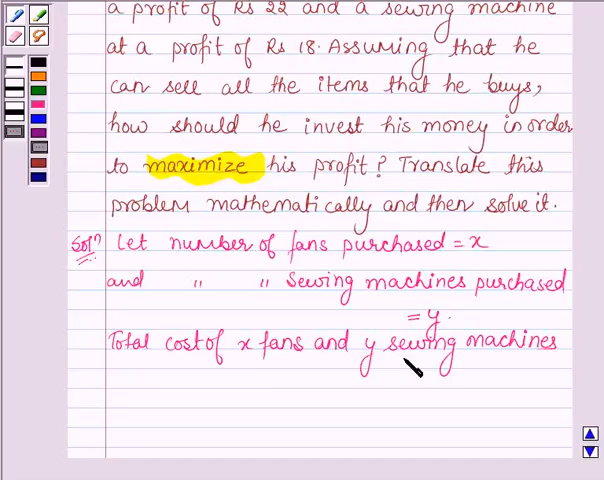 a profit of Rs 22 and a sewing machine
at a profit of Rs 18. Assuming that he
can sell all the items that he buys,
how should he invest his money in order
to maximize his profit? Translate this
problem mathematically and then solve it.
Solⁿ Let number of fans purchased = x
and " " Sewing machines purchased
= y.
Total cost of x fans and y sewing machines